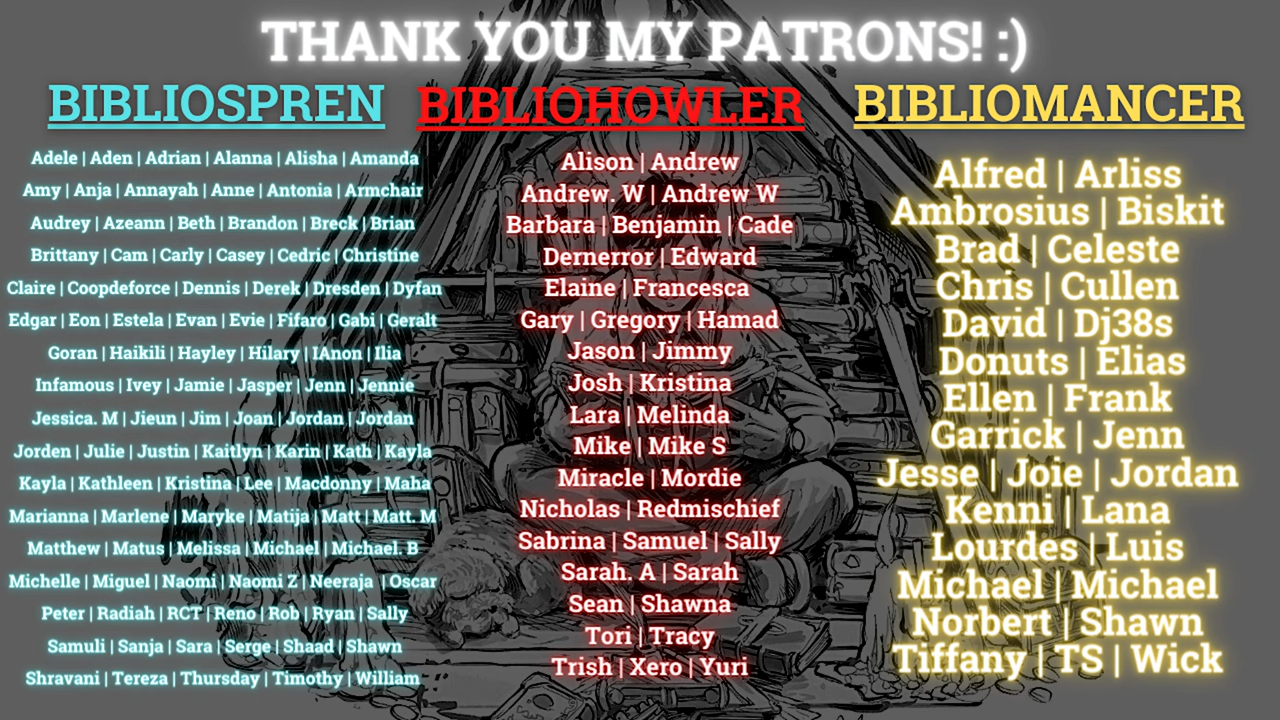 THANK YOU MY PATRONS! :)
BIBLIOSPREN
Adele | Aden | Adrian | Alanna | Alisha | Amanda
Amy | Anja | Annayah | Anne | Antonia | Armchair
Audrey | Azeann | Beth | Brandon | Breck | Brian
Brittany | Cam | Carly | Casey | Cedric | Christine
Claire | Coopdeforce | Dennis | Derek | Dresden | Dyfan
Edgar | Eon | Estela | Evan | Evie | Fifaro | Gabi | Geralt
Goran | Haikili | Hayley | Hilary | IAnon | Ilia
Infamous | Ivey | Jamie | Jasper | Jenn | Jennie
Jessica. M | Jieun | Jim | Joan | Jordan | Jordan
Jorden | Julie | Justin | Kaitlyn | Karin | Kath | Kayla
Kayla | Kathleen | Kristina | Lee | Macdonny | Maha
Marianna | Marlene | Maryke | Matija | Matt | Matt. M
Matthew | Matus | Melissa | Michael | Michael. B
Michelle | Miguel | Naomi | Naomi Z | Neeraja | Oscar
Peter | Radiah | RCT | Reno | Rob | Ryan | Sally
Samuli | Sanja | Sara | Serge | Shaad | Shawn
Shravani | Tereza | Thursday | Timothy | William
BIBLIOHOWLER
Alison | Andrew
Andrew. W | Andrew W
Barbara | Benjamin | Cade
Dernerror | Edward
Elaine | Francesca
Gary | Gregory | Hamad
Jason | Jimmy
Josh | Kristina
Lara | Melinda
Mike | Mike S
Miracle | Mordie
Nicholas | Redmischief
Sabrina | Samuel | Sally
Sarah. A | Sarah
Sean | Shawna
Tori | Tracy
Trish | Xero | Yuri
BIBLIOMANCER
Alfred | Arliss
Ambrosius | Biskit
Brad | Celeste
Chris | Cullen
David | Dj38s
Donuts | Elias
Ellen | Frank
Garrick | Jenn
Jesse | Joie | Jordan
Kenni | Lana
Lourdes | Luis
Michael | Michael
Norbert | Shawn
Tiffany | TS | Wick